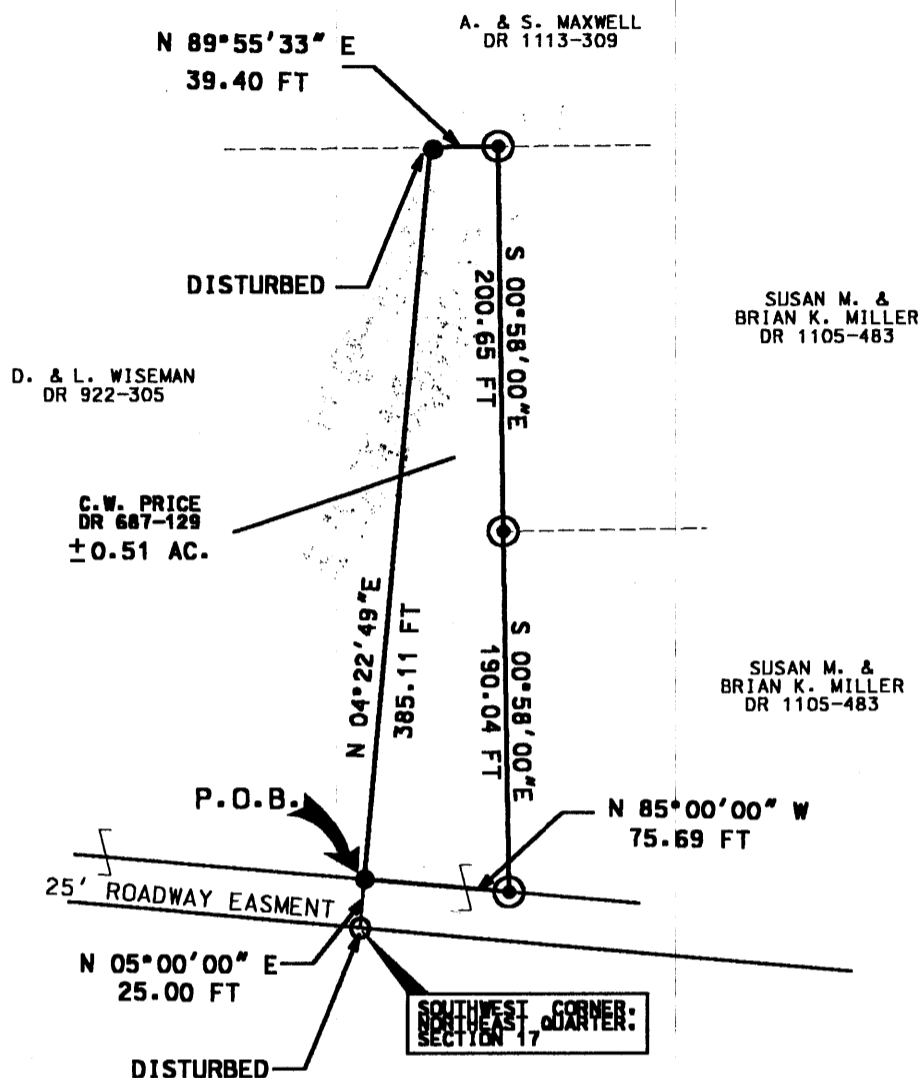 A. & S. MAXWELL
DR 1113-309
N 89°55'33" E
39.40 FT
DISTURBED
S 00°58'00"E
200.65 FT
SUSAN M. &
BRIAN K. MILLER
DR 1105-483
D. & L. WISEMAN
DR 922-305
C.W. PRICE
DR 687-129
±0.51 AC.
N 04°22'49"E
385.11 FT
S 00°58'00"E
190.04 FT
SUSAN M. &
BRIAN K. MILLER
DR 1105-483
P.O.B.
N 85°00'00" W
75.69 FT
25' ROADWAY EASMENT
N 05°00'00" E
25.00 FT
SOUTHWEST CORNER.
NORTHEAST QUARTER.
SECTION 17
DISTURBED